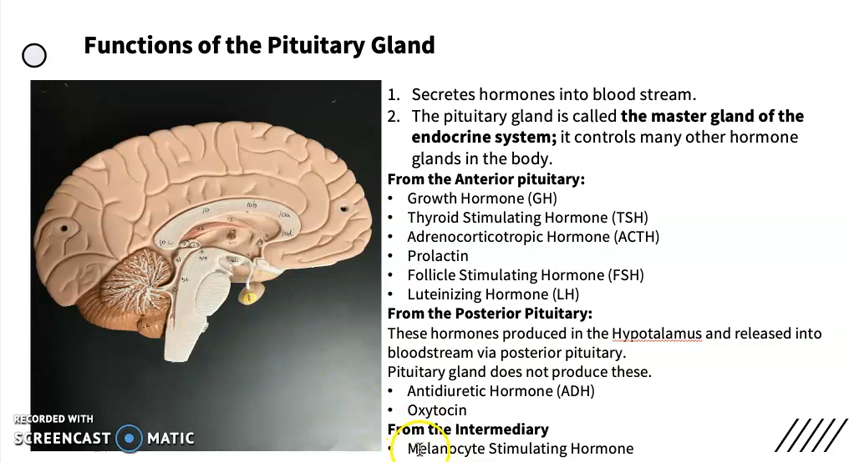 Functions of the Pituitary Gland
1. Secretes hormones into blood stream.
2. The pituitary gland is called the master gland of the
endocrine system; it controls many other hormone
glands in the body.
From the Anterior pituitary:
• Growth Hormone (GH)
• Thyroid Stimulating Hormone (TSH)
• Adrenocorticotropic Hormone (ACTH)
• Prolactin
• Follicle Stimulating Hormone (FSH)
• Luteinizing Hormone (LH)
From the Posterior Pituitary:
These hormones produced in the Hypotalamus and released into
bloodstream via posterior pituitary.
Pituitary gland does not produce these.
• Antidiuretic Hormone (ADH)
• Oxytocin
From the Intermediary
• Melanocyte Stimulating Hormone
10
10b
RECORDED WITH
SCREENCAST MATIC